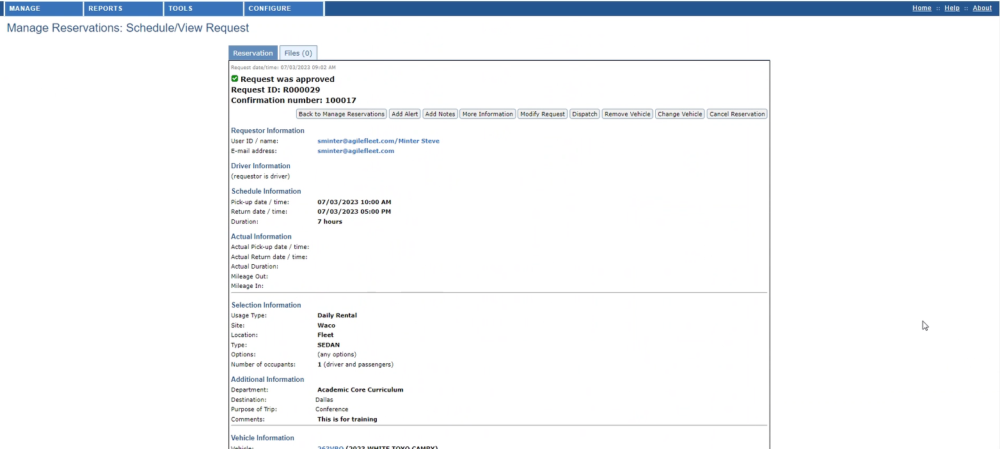 MANAGE REPORTS TOOLS CONFIGURE Home :: Help :: About
Manage Reservations: Schedule/View Request
Reservation Files (0)
Request date/time: 07/03/2023 09:02 AM
Request was approved
Request ID: R000029
Confirmation number: 100017
Back to Manage Reservations Add Alert Add Notes More Information Modify Request Dispatch Remove Vehicle Change Vehicle Cancel Reservation
Requestor Information
User ID / name: sminter@agilefleet.com/Minter Steve
E-mail address: sminter@agilefleet.com
Driver Information
(requestor is driver)
Schedule Information
Pick-up date / time: 07/03/2023 10:00 AM
Return date / time: 07/03/2023 05:00 PM
Duration: 7 hours
Actual Information
Actual Pick-up date / time:
Actual Return date / time:
Actual Duration:
Mileage Out:
Mileage In:
Selection Information
Usage Type: Daily Rental
Site: Waco
Location: Fleet
Type: SEDAN
Options: (any options)
Number of occupants: 1 (driver and passengers)
Additional Information
Department: Academic Core Curriculum
Destination: Dallas
Purpose of Trip: Conference
Comments: This is for training
Vehicle Information
Vehicle: (2023 WHITE TOYO CAMRY)